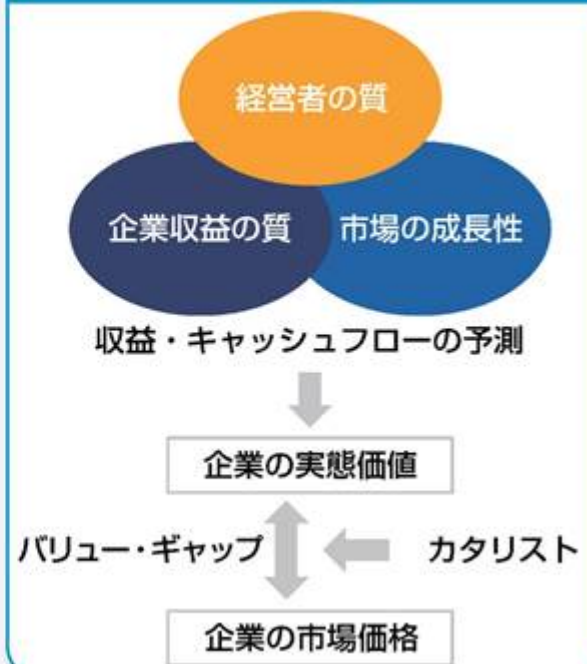 経営者の質
企業収益の質
市場の成長性
収益・キャッシュフローの予測
企業の実態価値
バリュー・ギャップ
カタリスト
企業の市場価格